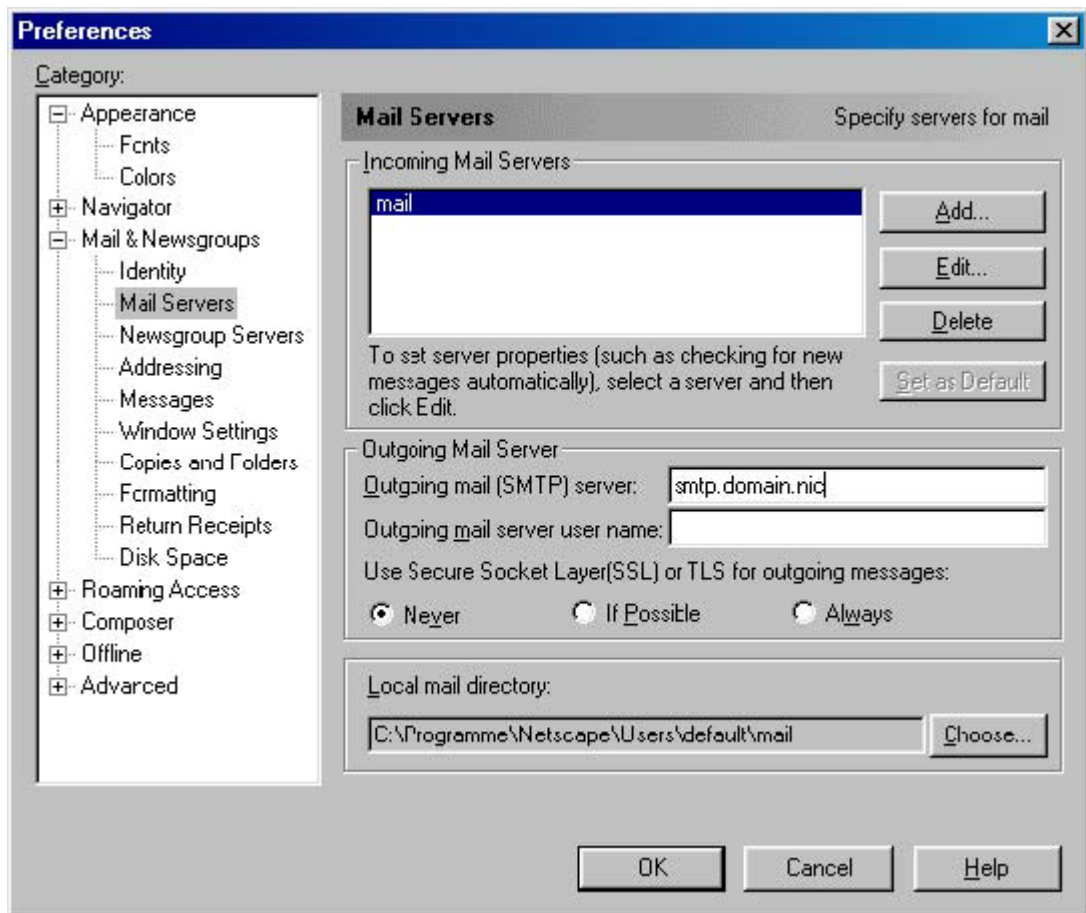 Preferences
Category:
Appearance
Fonts
Colors
Navigator
Mail & Newsgroups
Identity
Mail Servers
Newsgroup Servers
Addressing
Messages
Window Settings
Copies and Folders
Formatting
Return Receipts
Disk Space
Roaming Access
Composer
Offline
Advanced
Mail Servers Specify servers for mail
Incoming Mail Servers
mail
Add...
Edit...
Delete
To set server properties (such as checking for new
messages automatically), select a server and then
click Edit.
Set as Default
Outgoing Mail Server
Outgoing mail (SMTP) server: smtp.domain.nic
Outgoing mail server user name:
Use Secure Socket Layer(SSL) or TLS for outgoing messages:
Never If Possible Always
Local mail directory:
C:\Programme\Netscape\Users\default\mail Choose...
OK Cancel Help